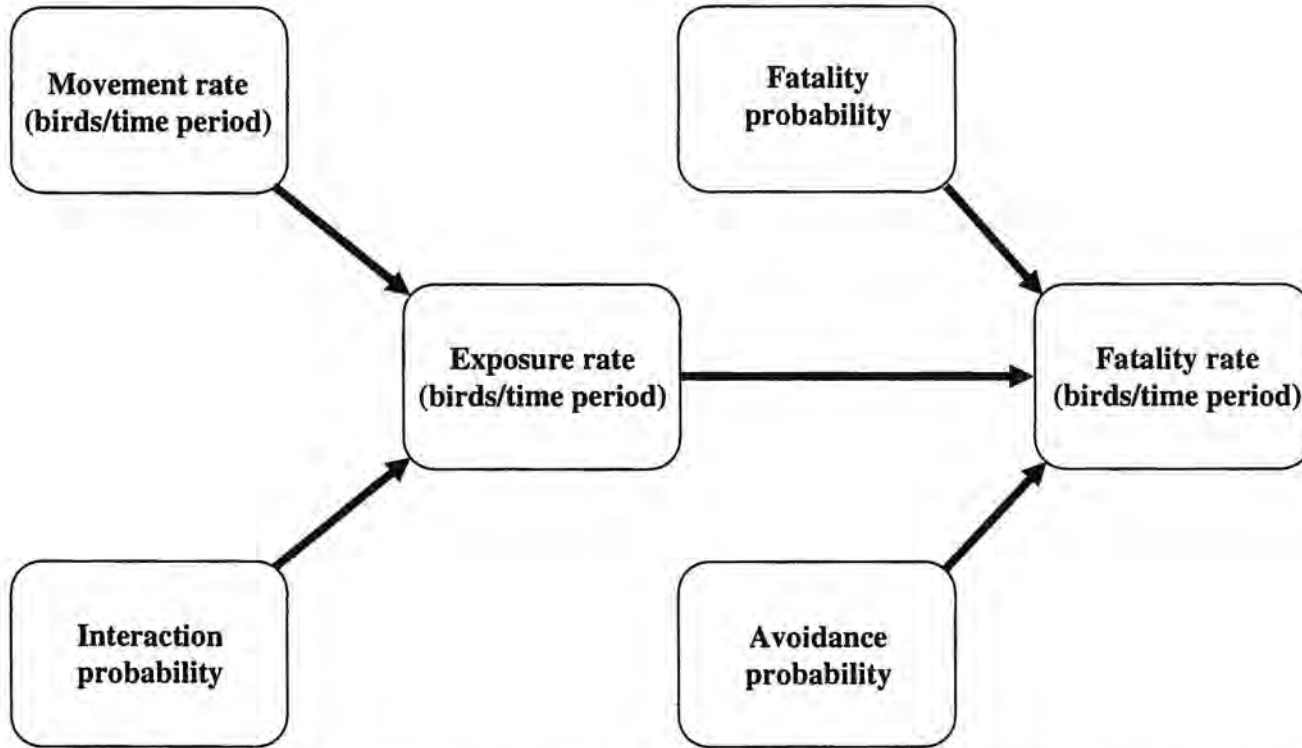 Movement rate
(birds/time period)
Fatality
probability
Exposure rate
(birds/time period)
Fatality rate
(birds/time period)
Interaction
probability
Avoidance
probability